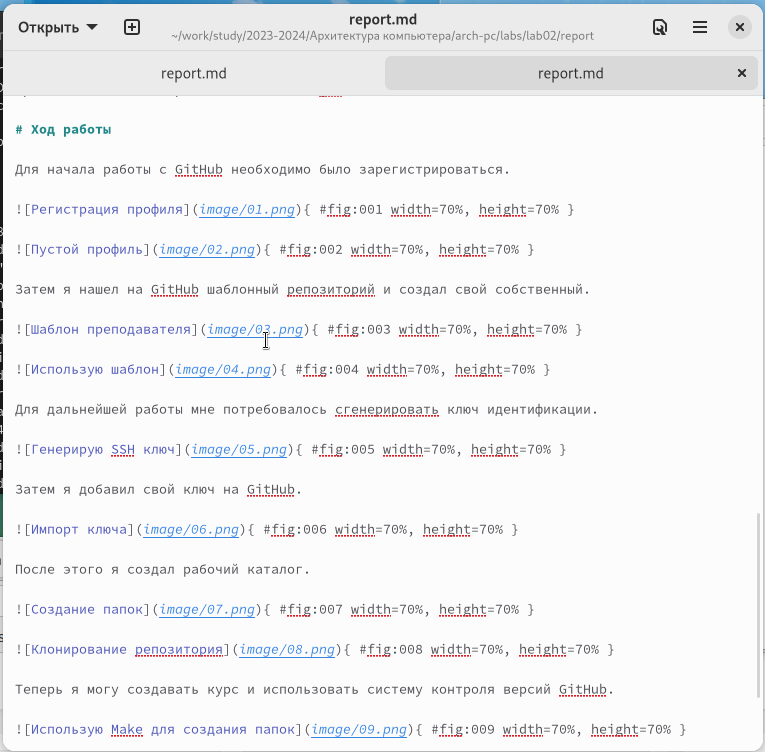 Открыть
report.md
~/work/study/2023-2024/Архитектура компьютера/arch-pc/labs/lab02/report
report.md
report.md
# Ход работы
Для начала работы с GitHub необходимо было зарегистрироваться.
![Регистрация профиля](image/01.png){ #fig:001 width=70%, height=70% }
![Пустой профиль](image/02.png){ #fig:002 width=70%, height=70% }
Затем я нашел на GitHub шаблонный репозиторий и создал свой собственный.
![Шаблон преподавателя](image/03.png){ #fig:003 width=70%, height=70% }
![Использую шаблон](image/04.png){ #fig:004 width=70%, height=70% }
Для дальнейшей работы мне потребовалось сгенерировать ключ идентификации.
![Генерирую SSH ключ](image/05.png){ #fig:005 width=70%, height=70% }
Затем я добавил свой ключ на GitHub.
![Импорт ключа](image/06.png){ #fig:006 width=70%, height=70% }
После этого я создал рабочий каталог.
![Создание папок](image/07.png){ #fig:007 width=70%, height=70% }
![Клонирование репозитория](image/08.png){ #fig:008 width=70%, height=70% }
Теперь я могу создавать курс и использовать систему контроля версий GitHub.
![Использую Make для создания папок](image/09.png){ #fig:009 width=70%, height=70% }